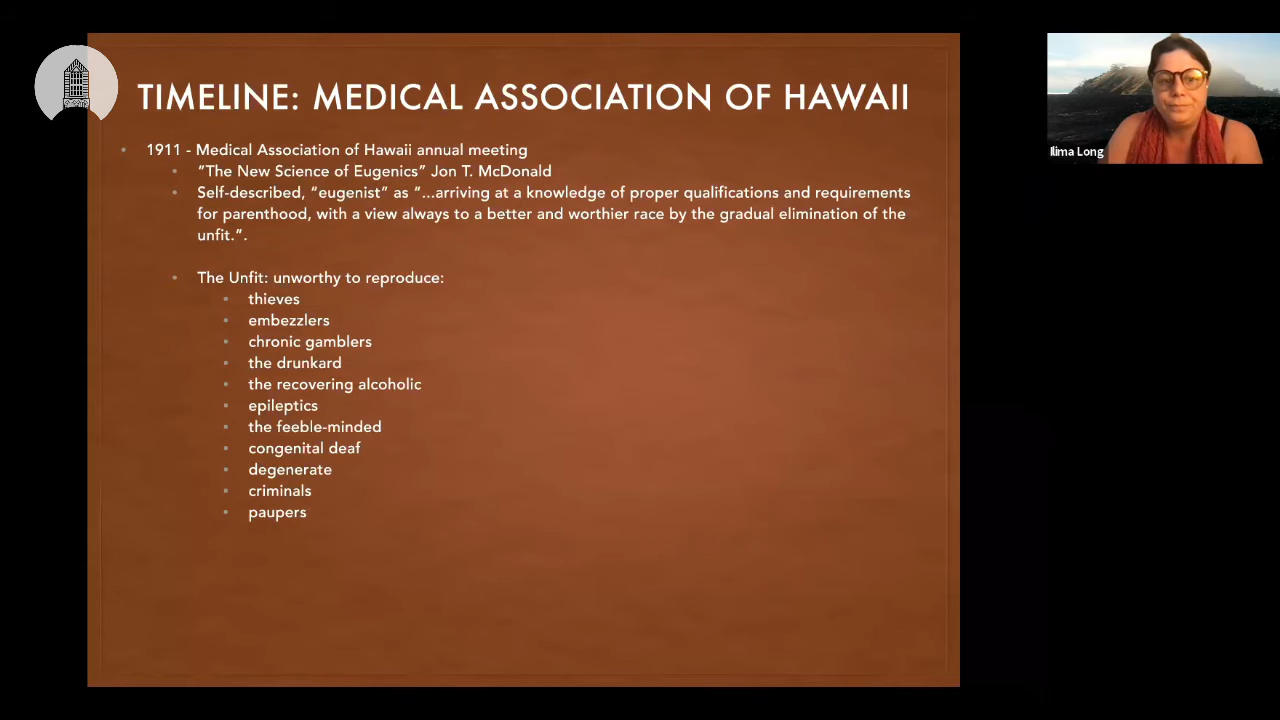 TIMELINE: MEDICAL ASSOCIATION OF HAWAII
1911 - Medical Association of Hawaii annual meeting
“The New Science of Eugenics” Jon T. McDonald
Self-described, “eugenist” as “...arriving at a knowledge of proper qualifications and requirements
for parenthood, with a view always to a better and worthier race by the gradual elimination of the
unfit.”.
The Unfit: unworthy to reproduce:
thieves
embezzlers
chronic gamblers
the drunkard
the recovering alcoholic
epileptics
the feeble-minded
congenital deaf
degenerate
criminals
paupers
Ilima Long